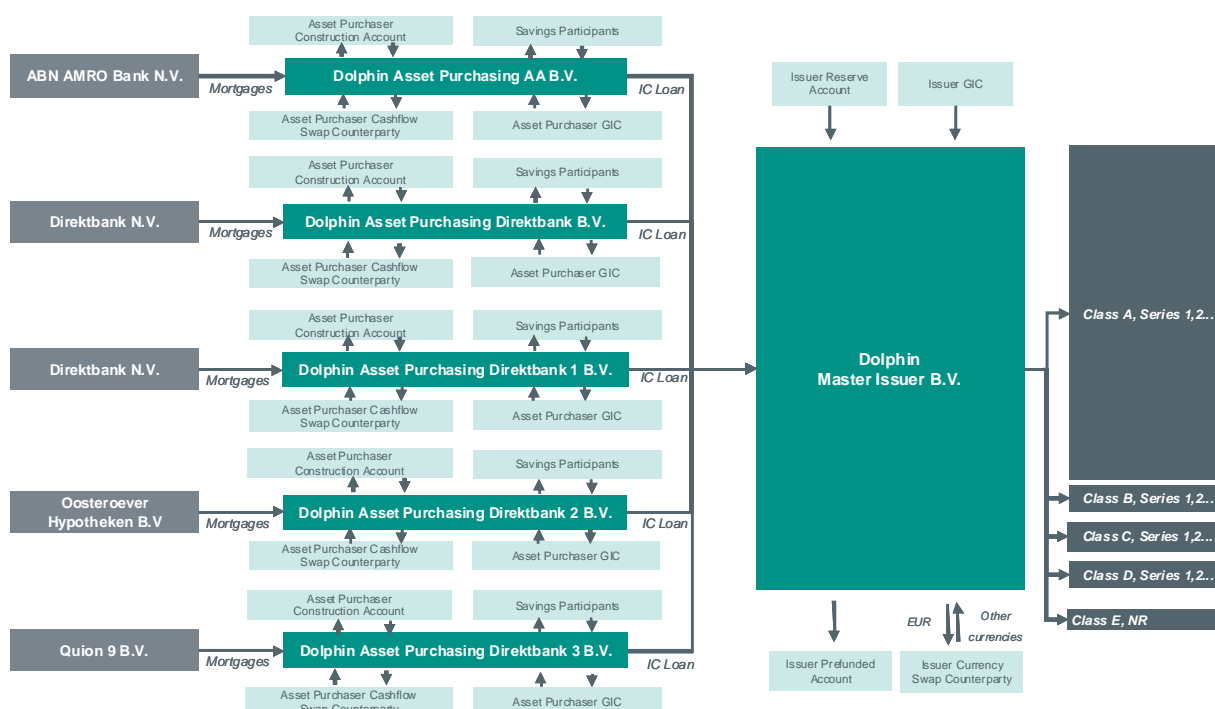 Asset Purchaser
Construction Account
Savings Participants
ABN AMRO Bank N.V.
Mortgages
Dolphin Asset Purchasing AA B.V.
IC Loan
Asset Purchaser Cashflow
Swap Counterparty
Asset Purchaser GIC
Asset Purchaser
Construction Account
Savings Participants
Direktbank N.V.
Mortgages
Dolphin Asset Purchasing Direktbank B.V.
IC Loan
Asset Purchaser Cashflow
Swap Counterparty
Asset Purchaser GIC
Asset Purchaser
Construction Account
Savings Participants
Direktbank N.V.
Mortgages
Dolphin Asset Purchasing Direktbank 1 B.V.
IC Loan
Asset Purchaser Cashflow
Swap Counterparty
Asset Purchaser GIC
Asset Purchaser
Construction Account
Savings Participants
Oosteroever
Hypotheken B.V
Mortgages
Dolphin Asset Purchasing Direktbank 2 B.V.
IC Loan
Asset Purchaser Cashflow
Swap Counterparty
Asset Purchaser GIC
Asset Purchaser
Construction Account
Savings Participants
Quion 9 B.V.
Mortgages
Dolphin Asset Purchasing Direktbank 3 B.V.
IC Loan
Asset Purchaser Cashflow
Swap Counterparty
Asset Purchaser GIC
Issuer Reserve
Account
Issuer GIC
Dolphin
Master Issuer B.V.
EUR
Other
currencies
Issuer Prefunded
Account
Issuer Currency
Swap Counterparty
Class A, Series 1,2...
Class B, Series 1,2...
Class C, Series 1,2...
Class D, Series 1,2...
Class E, NR